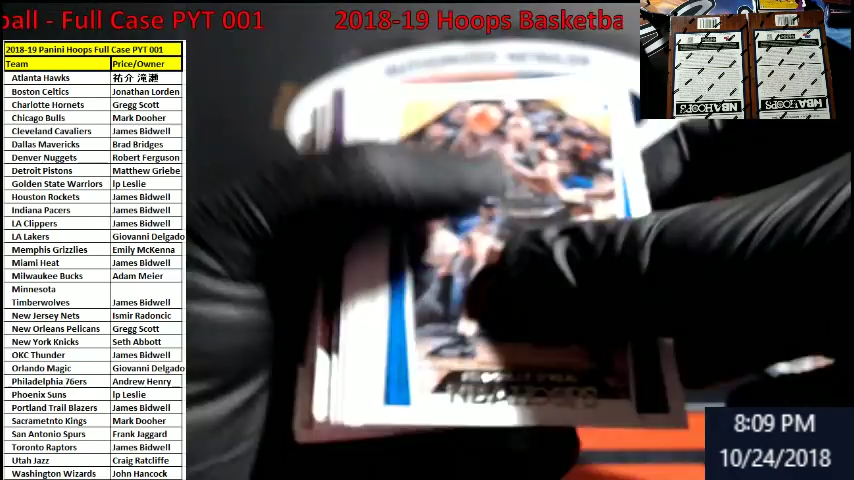 ball - Full Case PYT 001 2018-19 Hoops Basketba
2018-19 Panini Hoops Full Case PYT 001
Team Price/Owner
Atlanta Hawks 祐介 滝瀞
Boston Celtics Jonathan Lorden
Charlotte Hornets Gregg Scott
Chicago Bulls Mark Dooher
Cleveland Cavaliers James Bidwell
Dallas Mavericks Brad Bridges
Denver Nuggets Robert Ferguson
Detroit Pistons Matthew Griebe
Golden State Warriors lp Leslie
Houston Rockets James Bidwell
Indiana Pacers James Bidwell
LA Clippers James Bidwell
LA Lakers Giovanni Delgado
Memphis Grizzlies Emily McKenna
Miami Heat James Bidwell
Milwaukee Bucks Adam Meier
Minnesota
Timberwolves James Bidwell
New Jersey Nets Ismir Radoncic
New Orleans Pelicans Gregg Scott
New York Knicks Seth Abbott
OKC Thunder James Bidwell
Orlando Magic Giovanni Delgado
Philadelphia 76ers Andrew Henry
Phoenix Suns lp Leslie
Portland Trail Blazers James Bidwell
Sacrametnto Kings Mark Dooher
San Antonio Spurs Frank Jaggard
Toronto Raptors James Bidwell
Utah Jazz Craig Ratcliffe
Washington Wizards John Hancock
NBA HOOPS
NBA HOOPS
NBA HOOPS
8:09 PM
10/24/2018